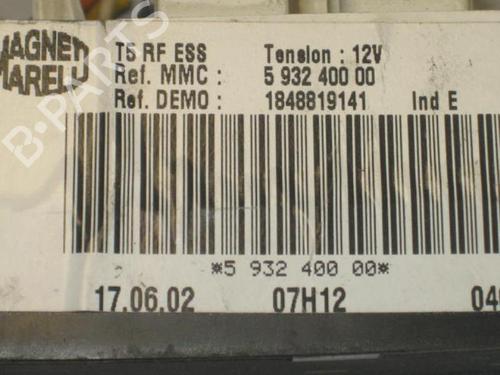 MAGNETI
MARELLI
T5 RF ESS Tension : 12V
Ref. MMC : 5 932 400 00
Ref. DEMO : 1848819141 Ind E
*5 932 400 00*
17.06.02 07H12
B-PARTS